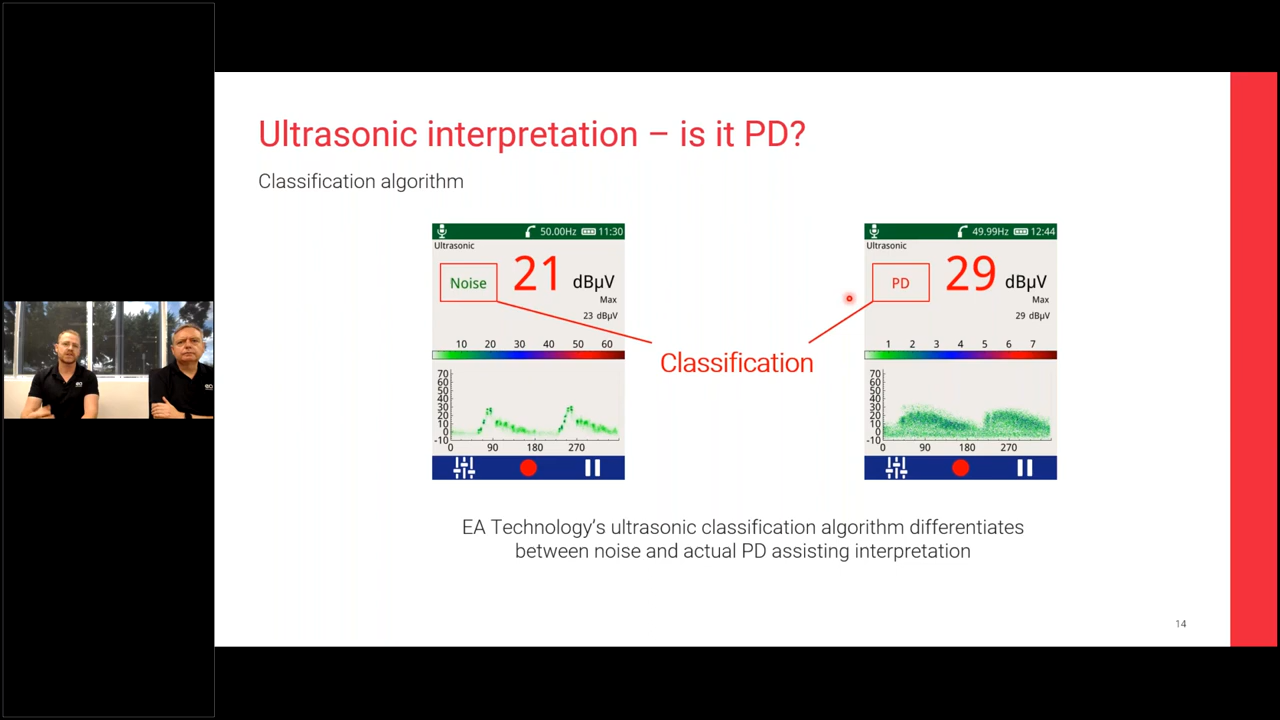 Ultrasonic interpretation – is it PD?
Classification algorithm
50.00Hz 11:30
Ultrasonic
Noise 21 dBµV
Max
23 dBµV
10 20 30 40 50 60
70
60
50
40
30
20
10
0
-10
0 90 180 270
49.99Hz 12:44
Ultrasonic
PD 29 dBµV
Max
29 dBµV
1 2 3 4 5 6 7
70
60
50
40
30
20
10
0
-10
0 90 180 270
Classification
EA Technology’s ultrasonic classification algorithm differentiates
between noise and actual PD assisting interpretation
14